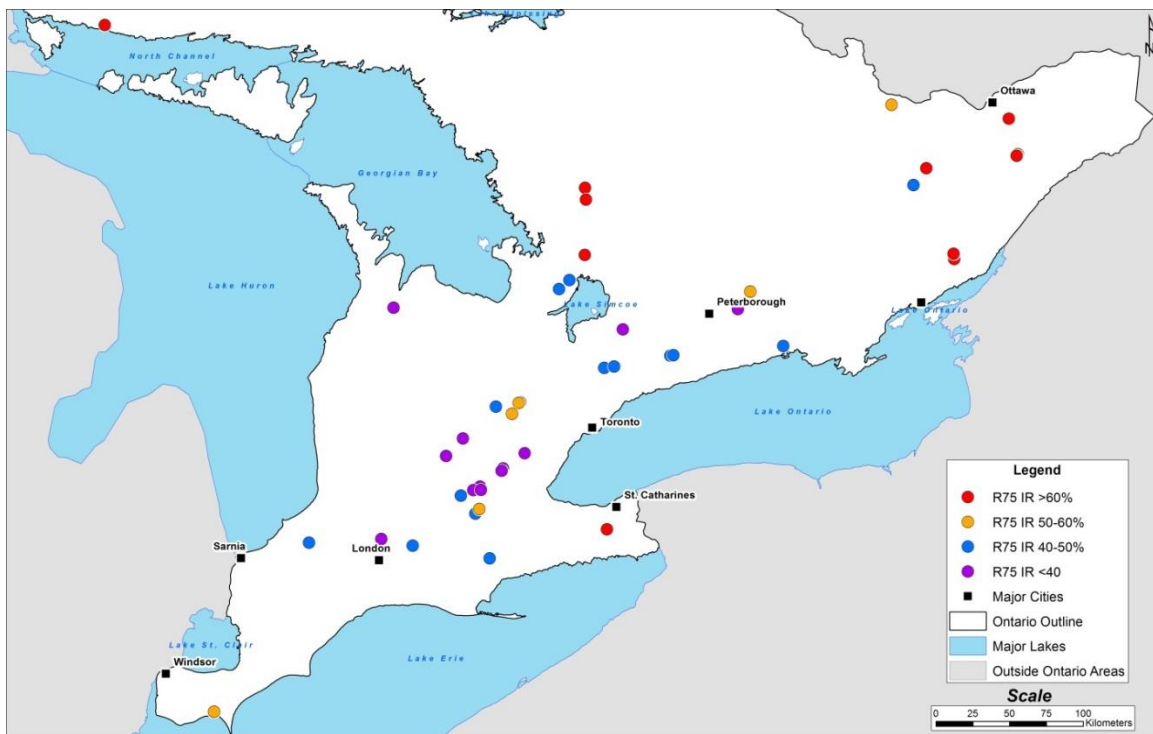 Lake Nipissing
N
North Channel
Ottawa
Georgian Bay
Lake Huron
Lake Simcoe
Peterborough
Lake Ontario
Lake Ontario
Toronto
St. Catharines
Sarnia
London
Lake St. Clair
Windsor
Lake Erie
Legend
R75 IR >60%
R75 IR 50-60%
R75 IR 40-50%
R75 IR <40
Major Cities
Ontario Outline
Major Lakes
Outside Ontario Areas
Scale
0 25 50 75 100
Kilometers